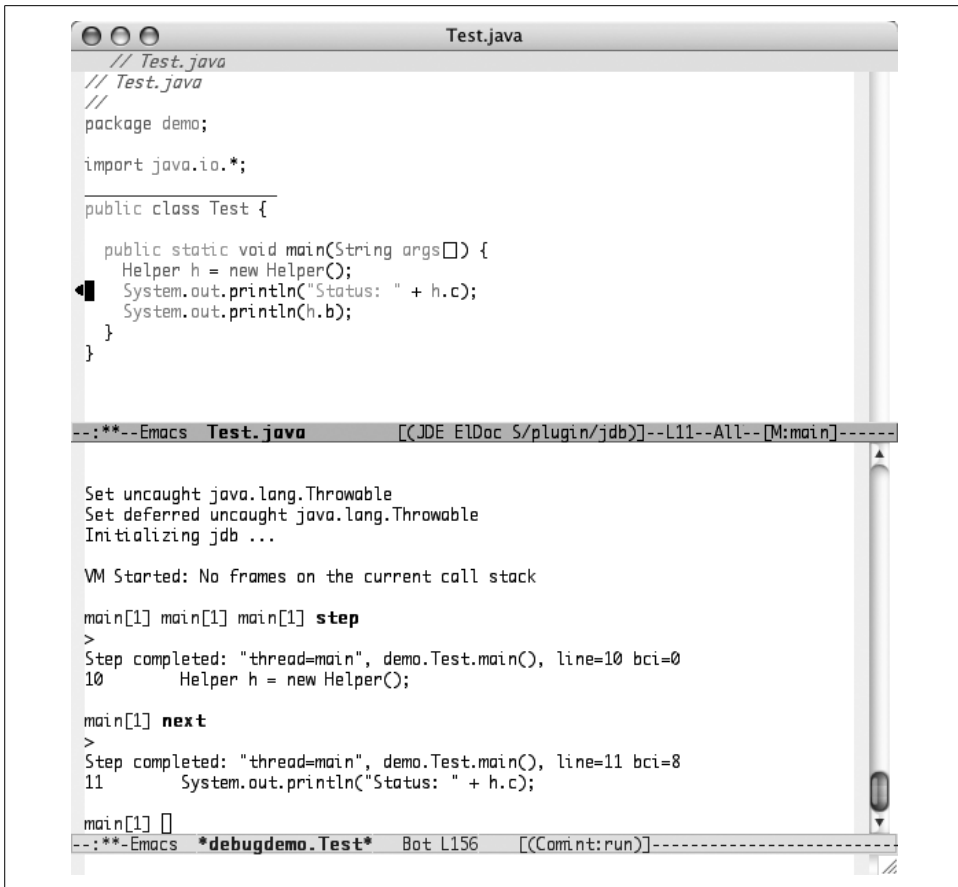 Test.java
// Test.java
// Test.java
//
package demo;
import java.io.*;
public class Test {
public static void main(String args[]) {
Helper h = new Helper();
System.out.println("Status: " + h.c);
System.out.println(h.b);
}
}
--:**--Emacs  Test.java          [(JDE ElDoc S/plugin/jdb)]--L11--All--[M:main]------
Set uncaught java.lang.Throwable
Set deferred uncaught java.lang.Throwable
Initializing jdb ...
VM Started: No frames on the current call stack
main[1] main[1] main[1] step
>
Step completed: "thread=main", demo.Test.main(), line=10 bci=0
10        Helper h = new Helper();
main[1] next
>
Step completed: "thread=main", demo.Test.main(), line=11 bci=8
11        System.out.println("Status: " + h.c);
main[1]
--:**-Emacs  *debugdemo.Test*   Bot L156    [(Comint:run)]--------------------------